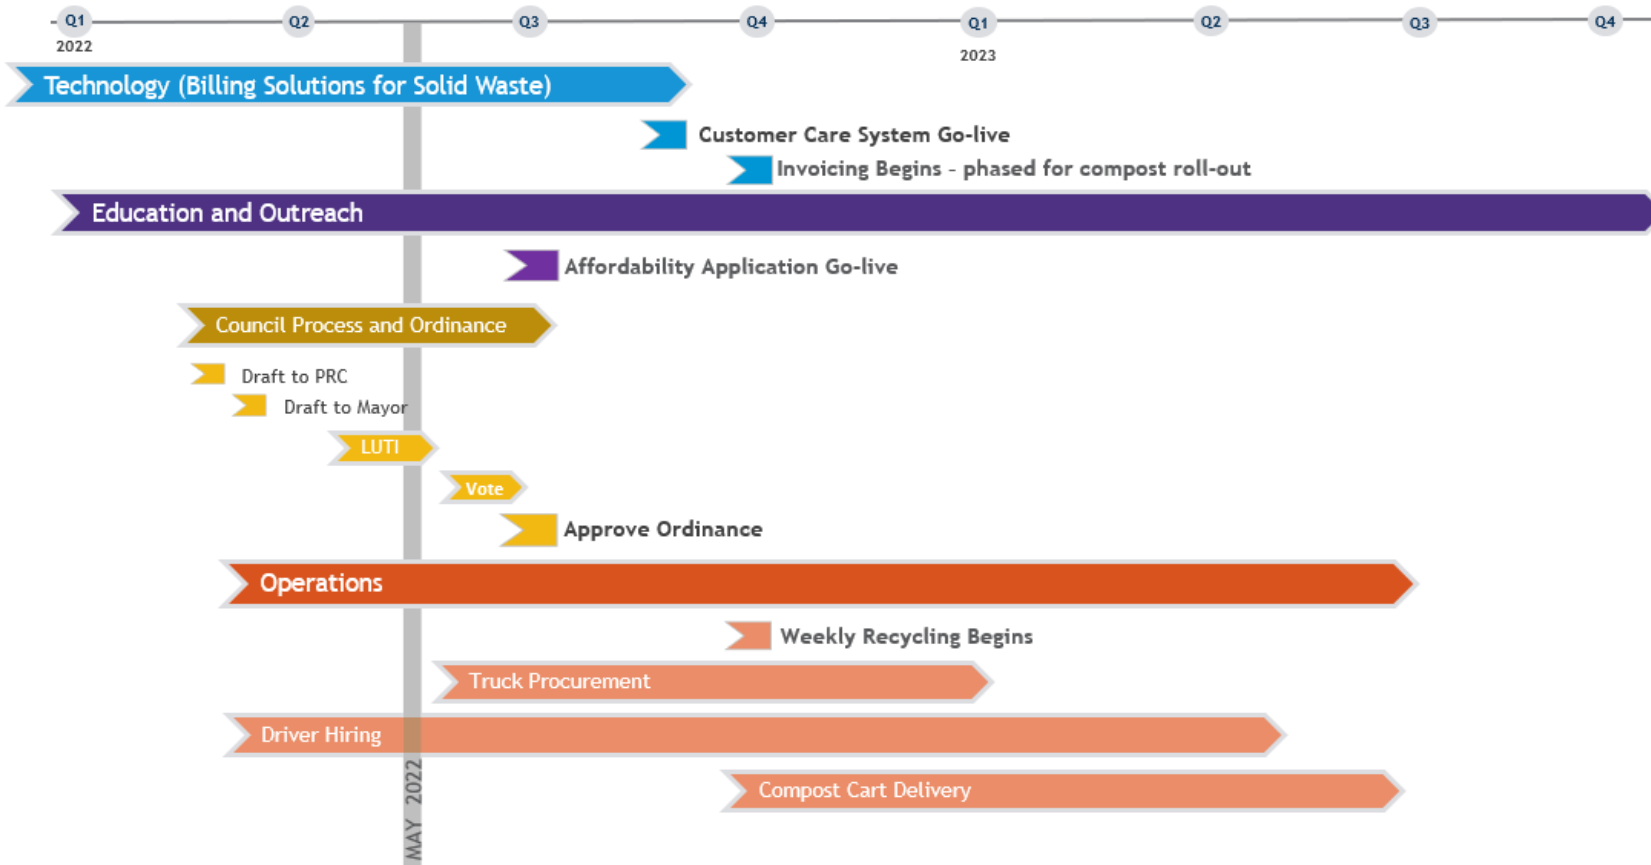 Q1 Q2 Q3 Q4 Q1 Q2 Q3 Q4
2022 2023
Technology (Billing Solutions for Solid Waste)
Customer Care System Go-live
Invoicing Begins - phased for compost roll-out
Education and Outreach
Affordability Application Go-live
Council Process and Ordinance
Draft to PRC
Draft to Mayor
LUTI
Vote
Approve Ordinance
Operations
Weekly Recycling Begins
Truck Procurement
Driver Hiring
Compost Cart Delivery
MAY 2022